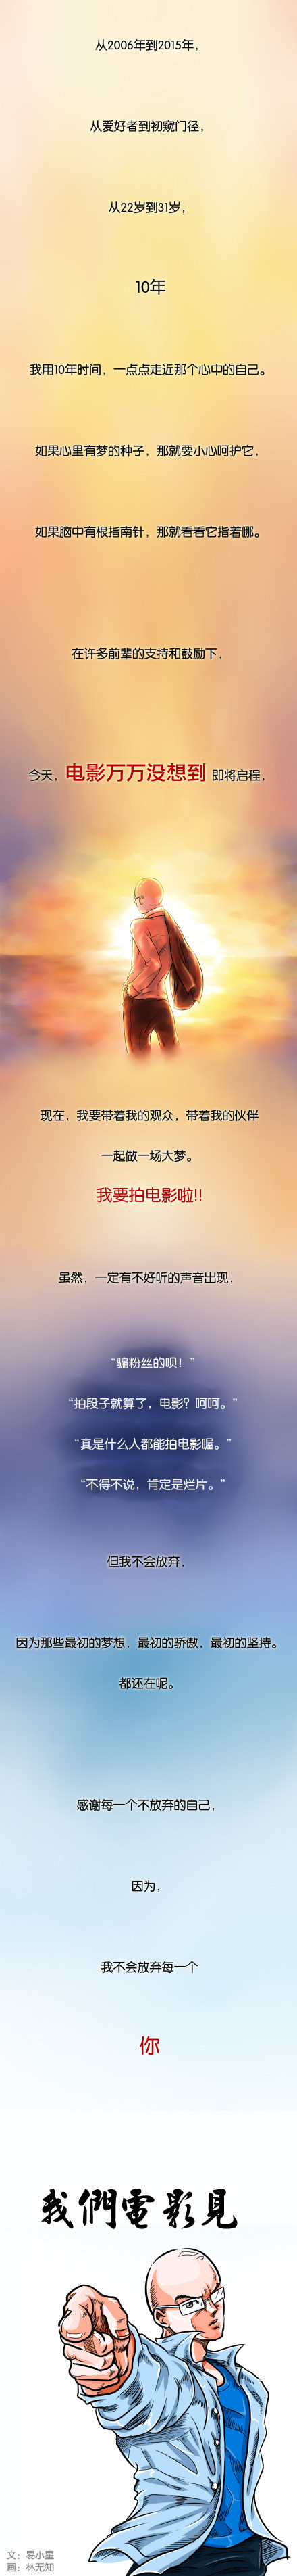 从2006年到2015年，
从爱好者到初窥门径，
从22岁到31岁，
10年
我用10年时间，一点点走近那个心中的自己。
如果心里有梦的种子，那就要小心呵护它，
如果脑中有根指南针，那就看看它指着哪。
在许多前辈的支持和鼓励下，
今天，电影万万没想到 即将启程，
现在，我要带着我的观众，带着我的伙伴
一起做一场大梦。
我要拍电影啦!!
虽然，一定有不好听的声音出现，
“骗粉丝的呗！”
“拍段子就算了，电影？呵呵。”
“真是什么人都能拍电影喔。”
“不得不说，肯定是烂片。”
但我不会放弃，
因为那些最初的梦想，最初的骄傲，最初的坚持。
都还在呢。
感谢每一个不放弃的自己，
因为，
我不会放弃每一个
你
我們電影見
文：易小星
画：林无知